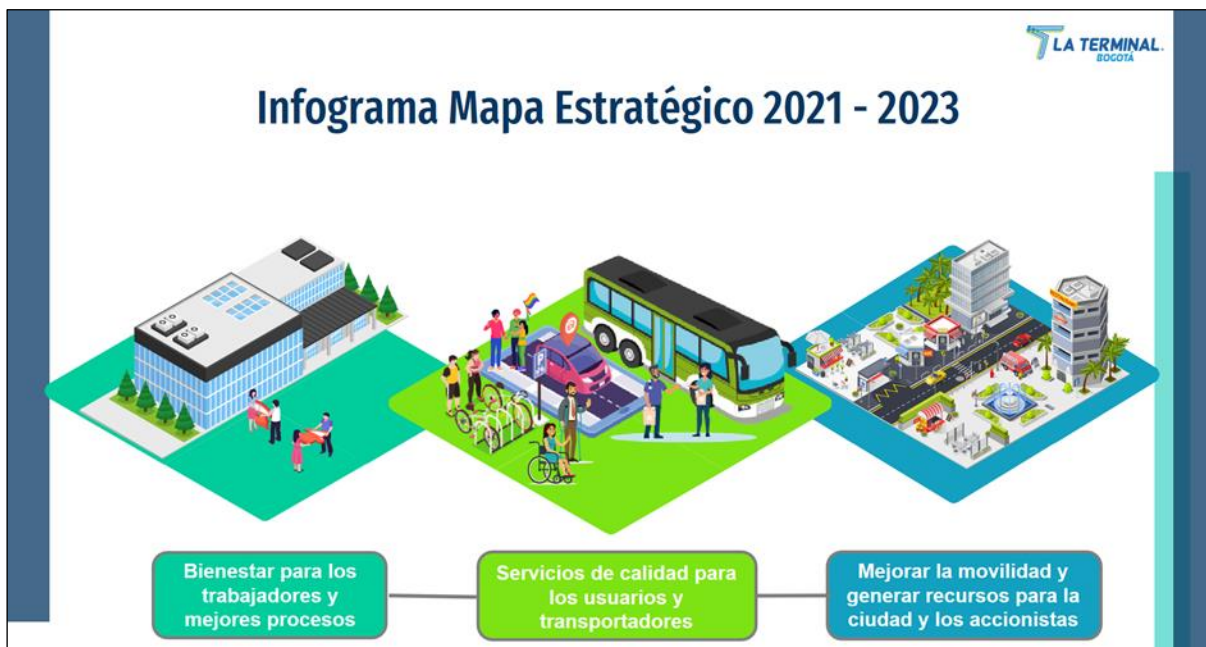 LA TERMINAL.
BOGOTÁ
Infograma Mapa Estratégico 2021 - 2023
Bienestar para los
trabajadores y
mejores procesos
Servicios de calidad para
los usuarios y
transportadores
Mejorar la movilidad y
generar recursos para la
ciudad y los accionistas